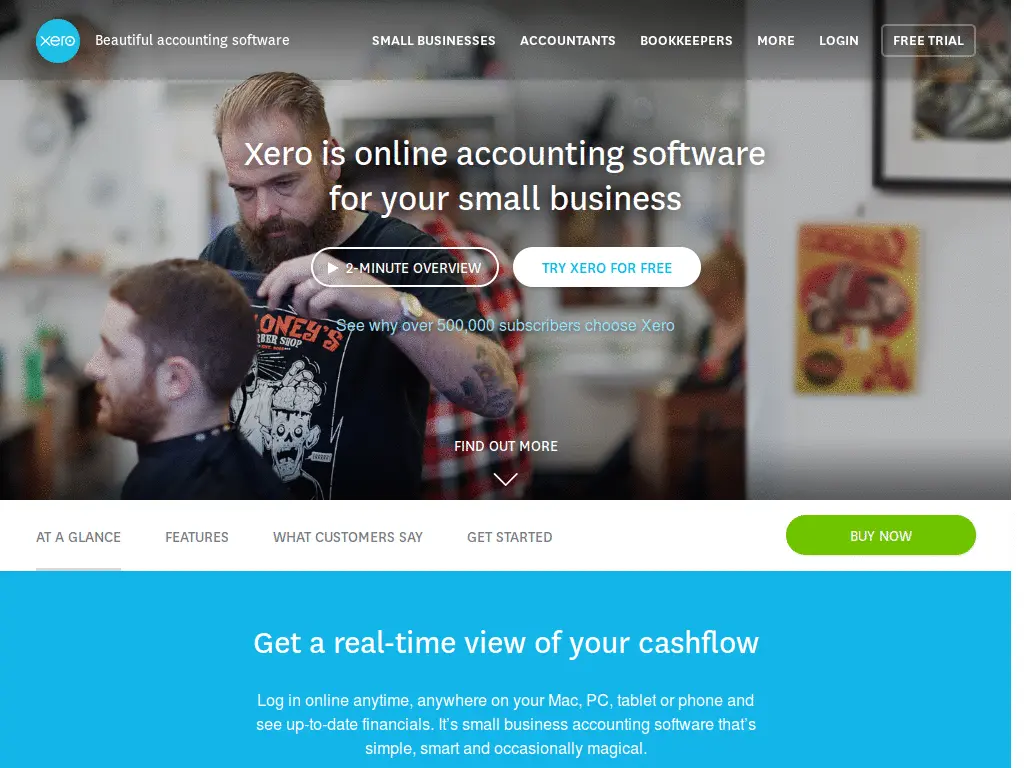 xero
Beautiful accounting software
SMALL BUSINESSES
ACCOUNTANTS
BOOKKEEPERS
MORE
LOGIN
FREE TRIAL
Xero is online accounting software
for your small business
2-MINUTE OVERVIEW
TRY XERO FOR FREE
See why over 500,000 subscribers choose Xero
LONEY'S
BER SHOP
FIND OUT MORE
AT A GLANCE
FEATURES
WHAT CUSTOMERS SAY
GET STARTED
BUY NOW
Get a real-time view of your cashflow
Log in online anytime, anywhere on your Mac, PC, tablet or phone and
see up-to-date financials. It's small business accounting software that's
simple, smart and occasionally magical.